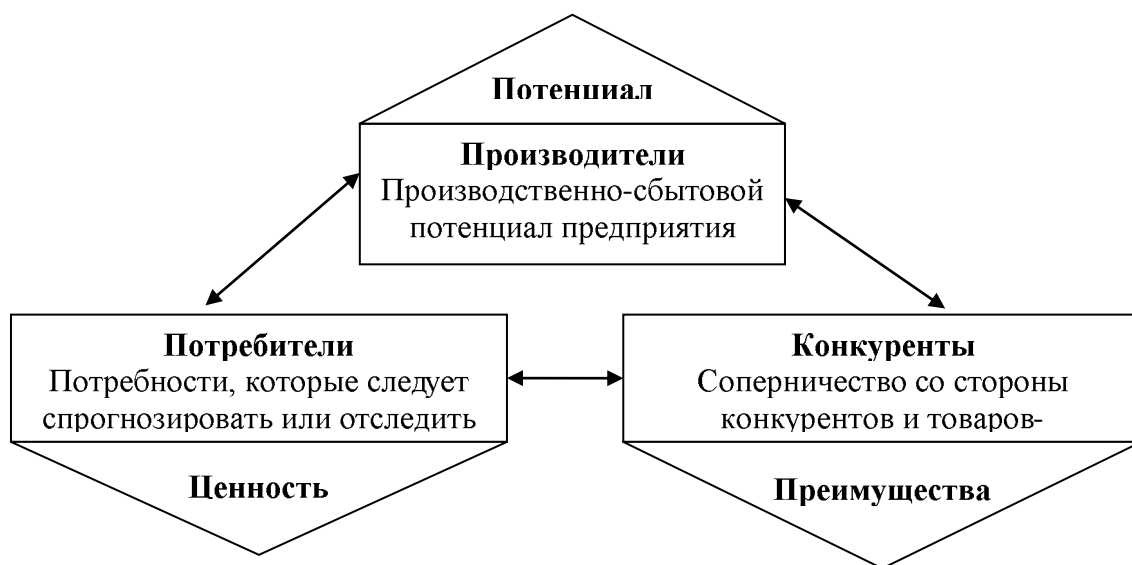 Потенциал
Производители
Производственно-сбытовой
потенциал предприятия
Потребители
Потребности, которые следует
спрогнозировать или отследить
Ценность
Конкуренты
Соперничество со стороны
конкурентов и товаров-
Преимущества